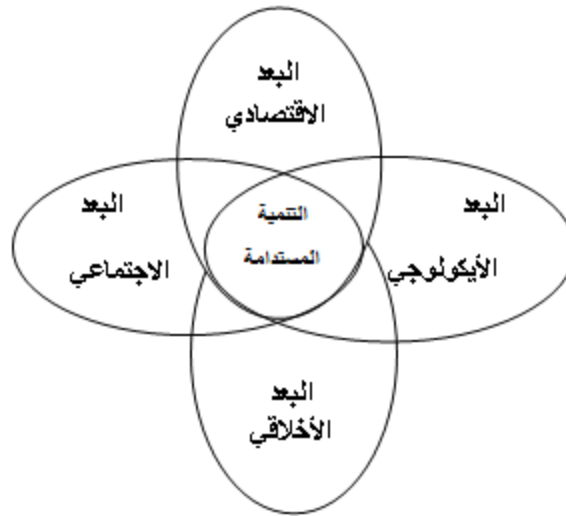 البعد
الاقتصادي
البعد
الأيكولوجي
التنمية
المستدامة
البعد
الاجتماعي
البعد
الأخلاقي